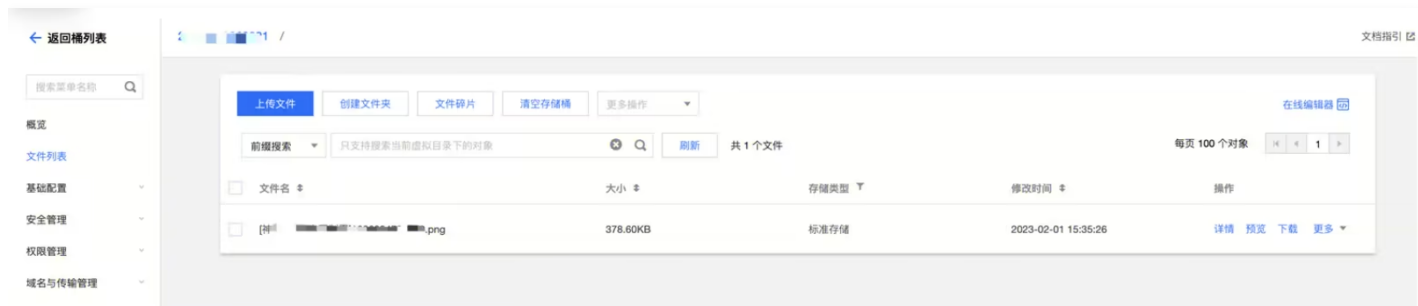 ← 返回桶列表
/
文档指引
搜索菜单名称
上传文件 创建文件夹 文件碎片 清空存储桶 更多操作
在线编辑器
概览
文件列表
前缀搜索 只支持搜索当前虚拟目录下的对象 刷新 共 1 个文件
每页 100 个对象 1
基础配置
文件名 大小 存储类型 修改时间 操作
安全管理
.png 378.60KB 标准存储 2023-02-01 15:35:26 详情 预览 下载 更多
权限管理
域名与传输管理